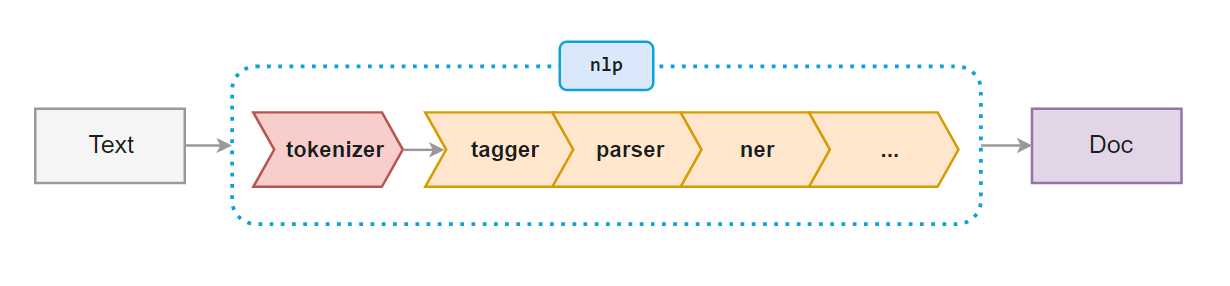 nlp
Text
tokenizer
tagger
parser
ner
...
Doc